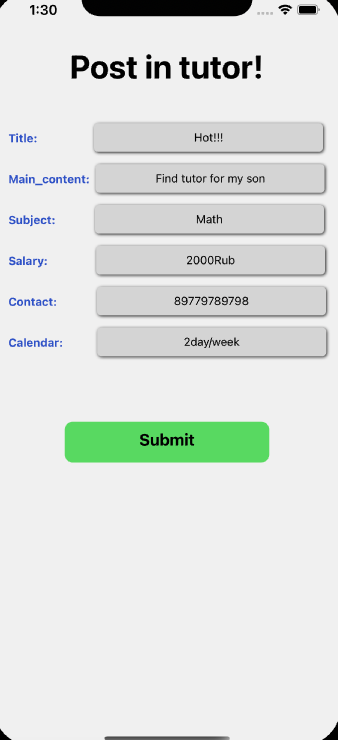 1:30
Post in tutor!
Title: Hot!!!
Main_content: Find tutor for my son
Subject: Math
Salary: 2000Rub
Contact: 89779789798
Calendar: 2day/week
Submit